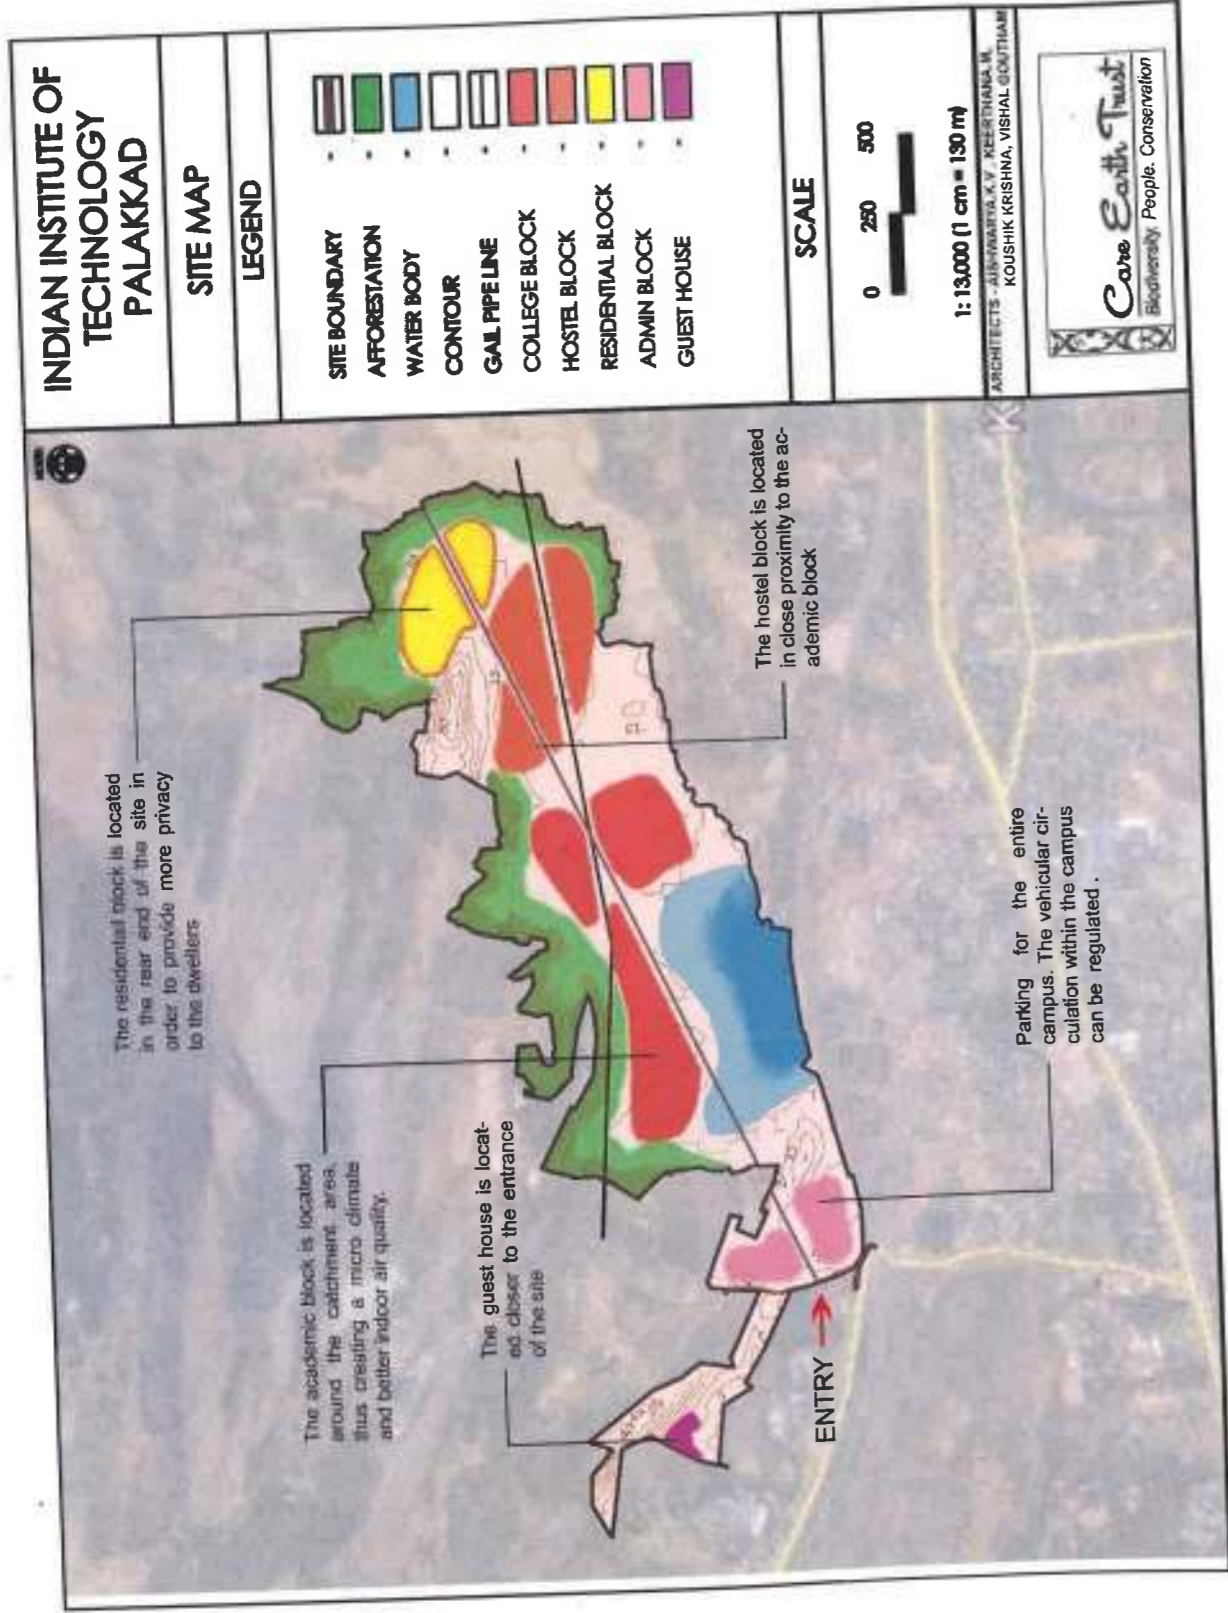 INDIAN INSTITUTE OF
TECHNOLOGY
PALAKKAD
SITE MAP
LEGEND
SITE BOUNDARY -
AFFORESTATION -
WATER BODY -
CONTOUR -
GAIL PIPE LINE -
COLLEGE BLOCK -
HOSTEL BLOCK -
RESIDENTIAL BLOCK -
ADMIN BLOCK -
GUEST HOUSE -
SCALE
0 250 500
1: 13,000 (1 cm = 130 m)
ARCHITECTS - AISHWARYA.K.V , KEERTHANA.M,
KOUSHIK KRISHNA, VISHAL GOUTHAM
Care Earth Trust
Biodiversity. People. Conservation
The residential block is located
in the rear end of the site in
order to provide more privacy
to the dwellers
The academic block is located
around the catchment area,
thus creating a micro climate
and better indoor air quality.
The guest house is locat-
ed closer to the entrance
of the site
ENTRY
The hostel block is located
in close proximity to the ac-
ademic block
Parking for the entire
campus. The vehicular cir-
culation within the campus
can be regulated .
K